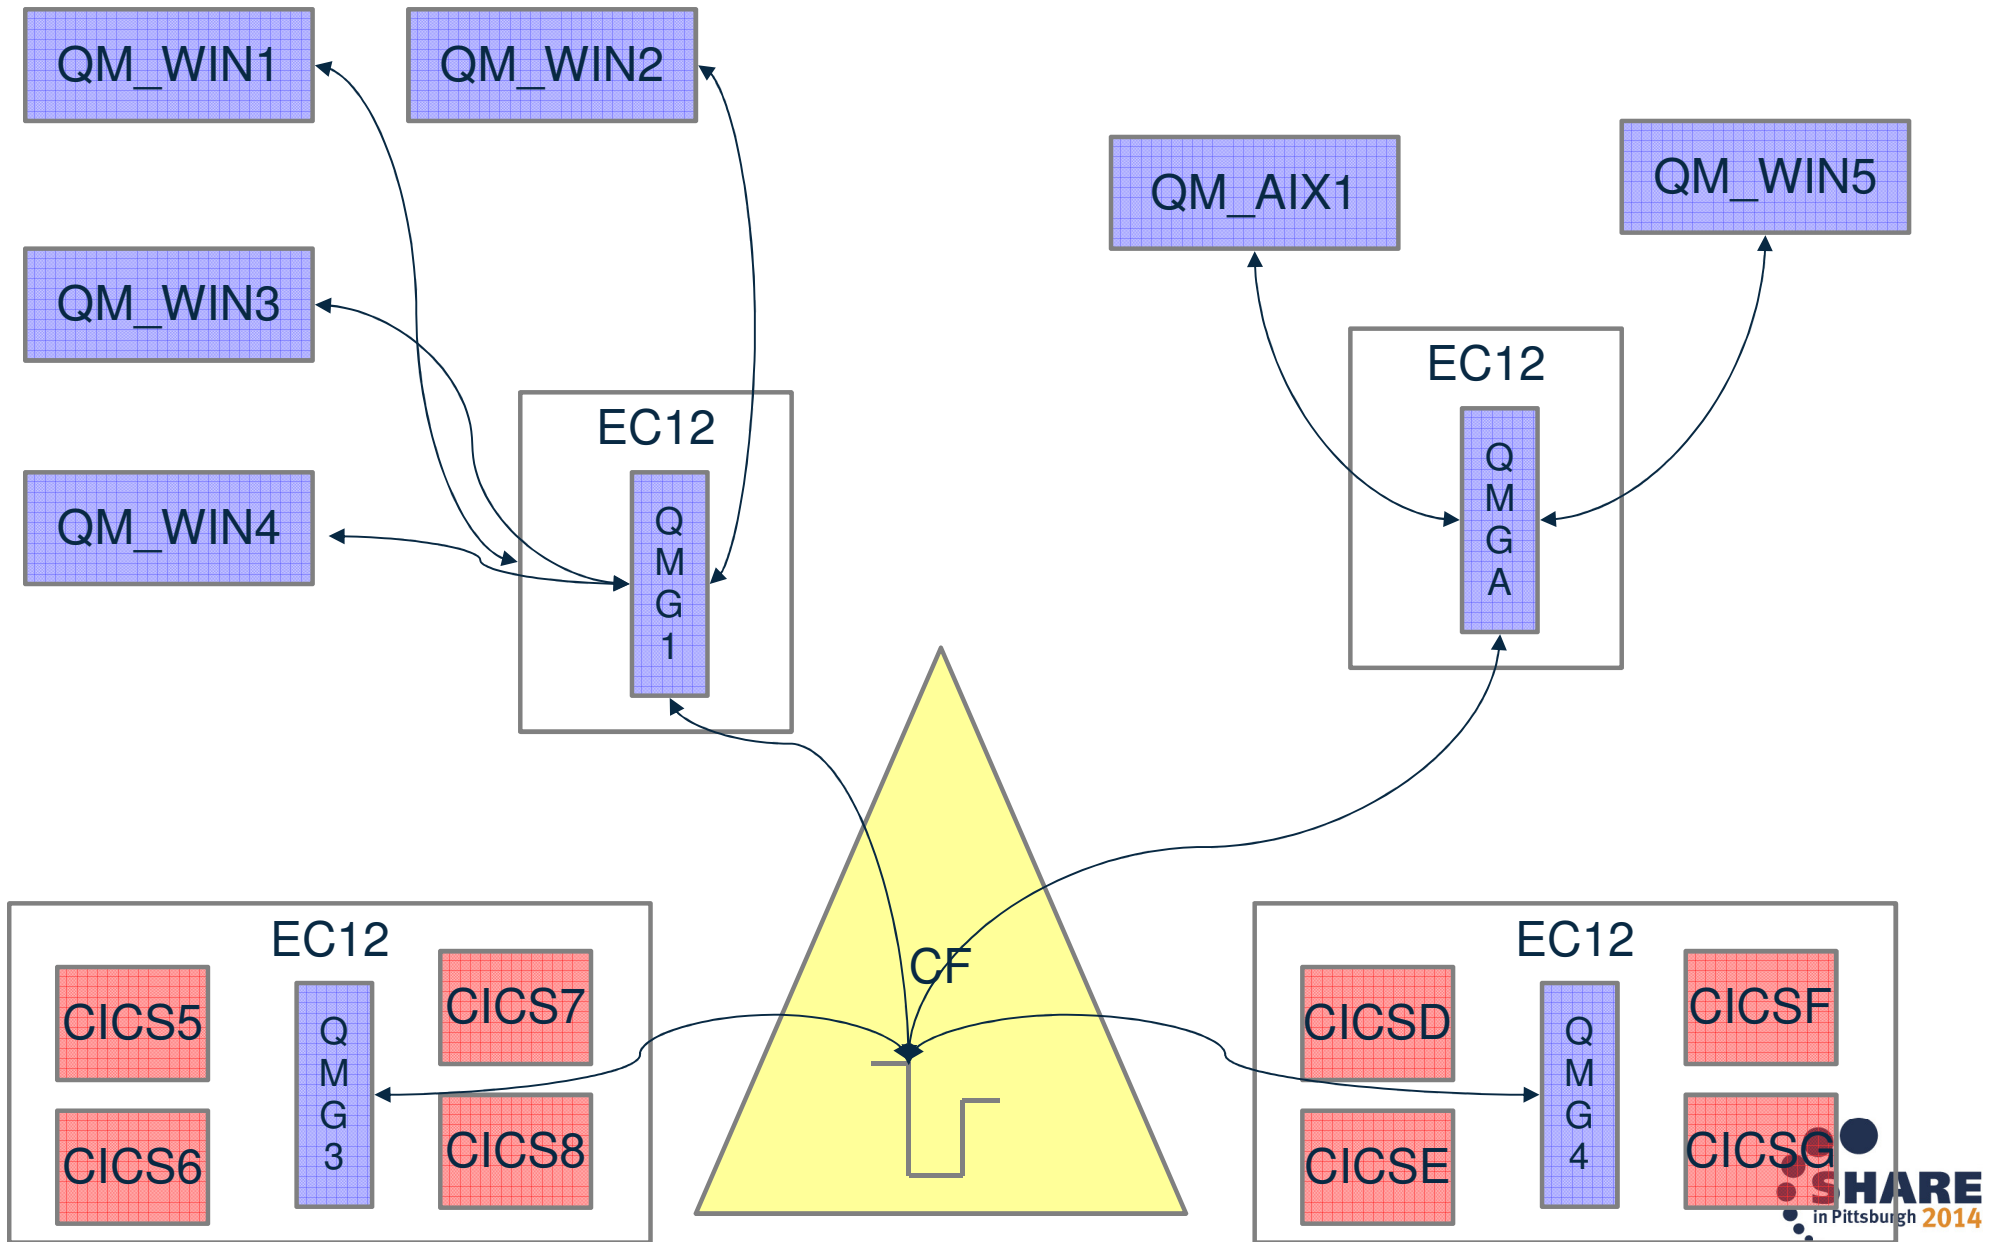 QM_WIN1
QM_WIN2
QM_AIX1
QM_WIN5
QM_WIN3
QM_WIN4
EC12
Q
M
G
1
EC12
Q
M
G
A
CF
EC12
CICS5
CICS6
Q
M
G
3
CICS7
CICS8
EC12
CICSD
CICSE
Q
M
G
4
CICSF
CICSG
SHARE
in Pittsburgh 2014